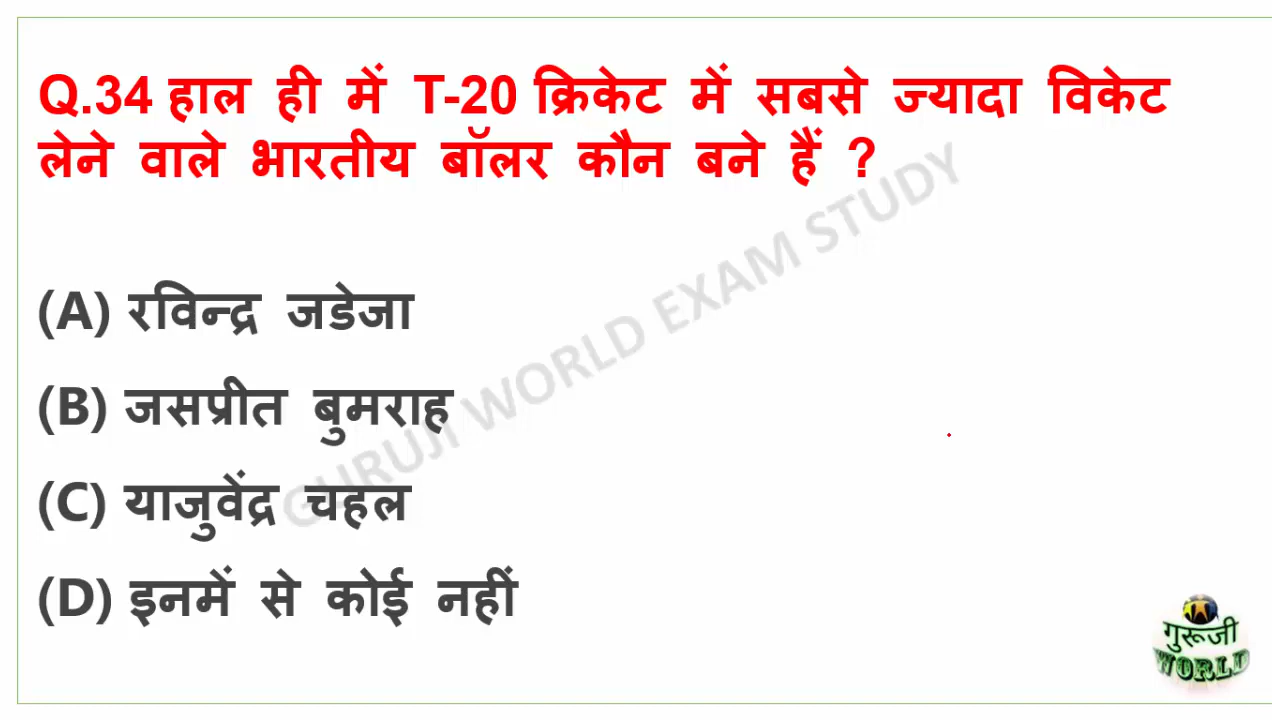 Q.34 हाल ही में T-20 क्रिकेट में सबसे ज्यादा विकेट
लेने वाले भारतीय बॉलर कौन बने हैं ?
(A) रविन्द्र जडेजा
(B) जसप्रीत बुमराह
(C) याजुवेंद्र चहल
(D) इनमें से कोई नहीं
GURUJI WORLD EXAM STUDY
गुरूजी
WORLD